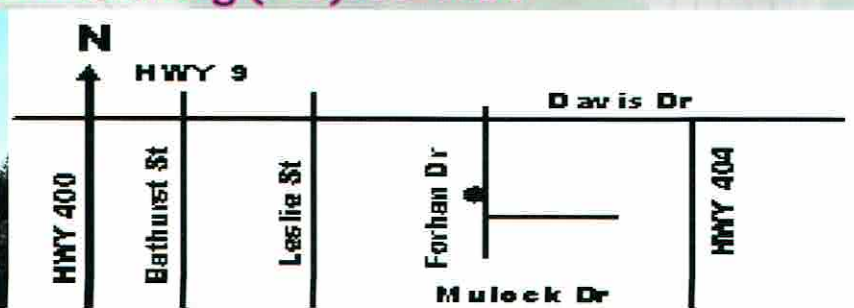 N
HWY 9
Davis Dr
HWY 400
Bathurst St
Leslie St
Forhan Dr
HWY 404
Mulock Dr